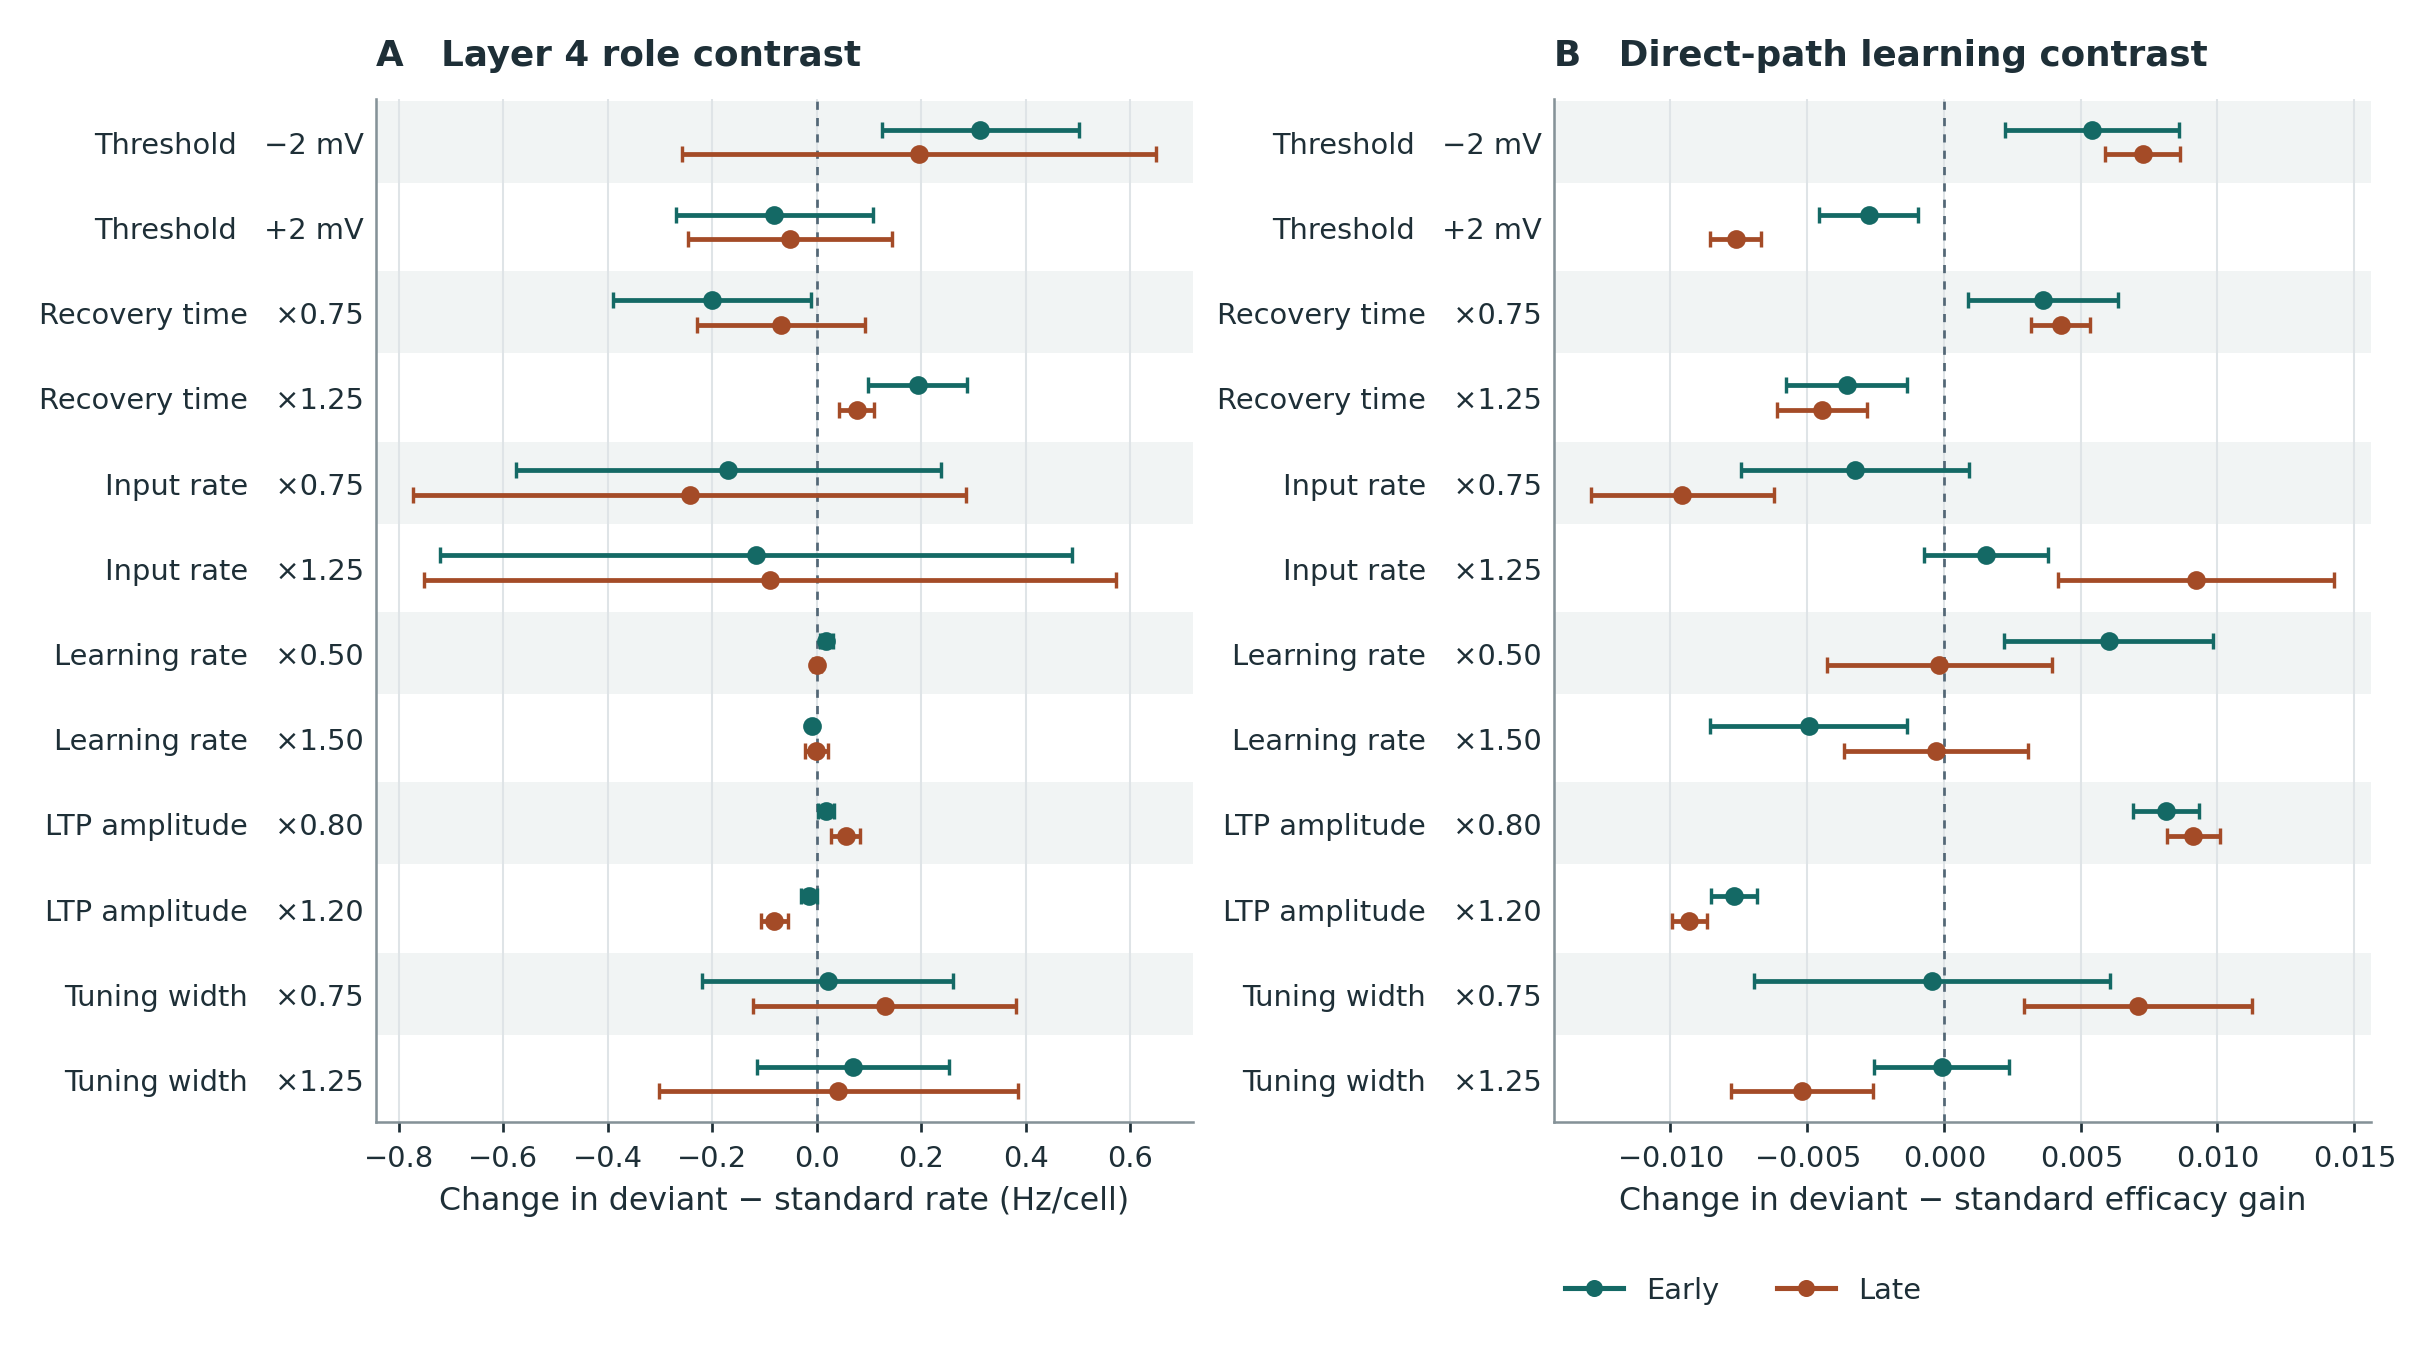 A Layer 4 role contrast
Threshold −2 mV
Threshold +2 mV
Recovery time ×0.75
Recovery time ×1.25
Input rate ×0.75
Input rate ×1.25
Learning rate ×0.50
Learning rate ×1.50
LTP amplitude ×0.80
LTP amplitude ×1.20
Tuning width ×0.75
Tuning width ×1.25
−0.8 −0.6 −0.4 −0.2 0.0 0.2 0.4 0.6
Change in deviant − standard rate (Hz/cell)
B Direct-path learning contrast
Threshold −2 mV
Threshold +2 mV
Recovery time ×0.75
Recovery time ×1.25
Input rate ×0.75
Input rate ×1.25
Learning rate ×0.50
Learning rate ×1.50
LTP amplitude ×0.80
LTP amplitude ×1.20
Tuning width ×0.75
Tuning width ×1.25
−0.010 −0.005 0.000 0.005 0.010 0.015
Change in deviant − standard efficacy gain
Early Late